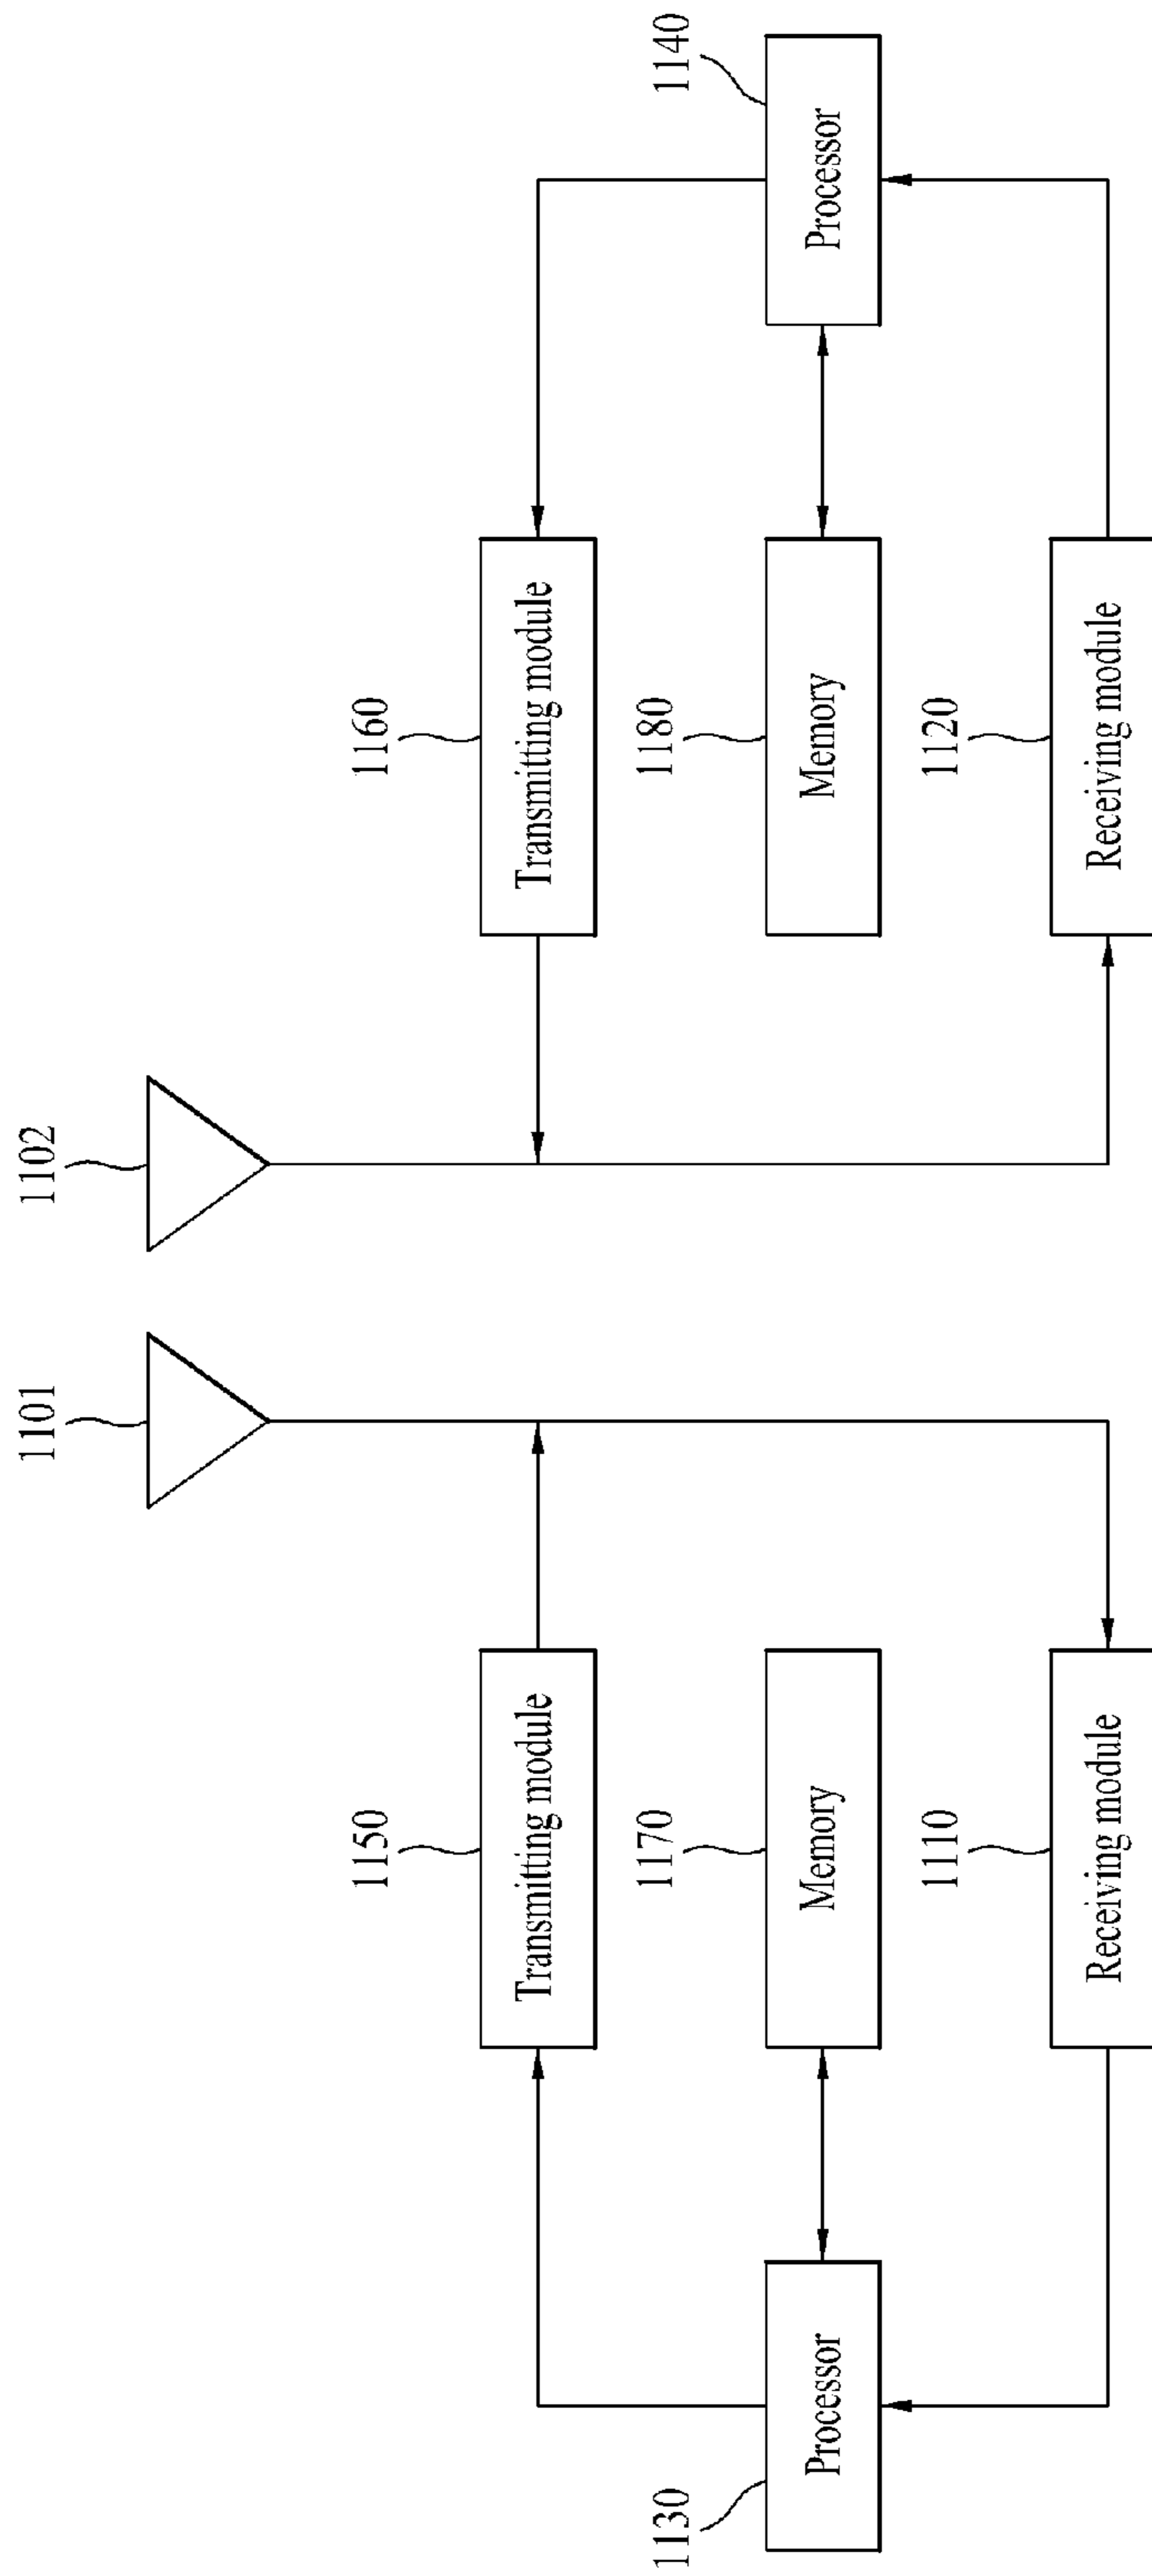 1101
1102
1150
Transmitting module
1160
Transmitting module
1130
Processor
1170
Memory
1180
Memory
1140
Processor
1110
Receiving module
1120
Receiving module